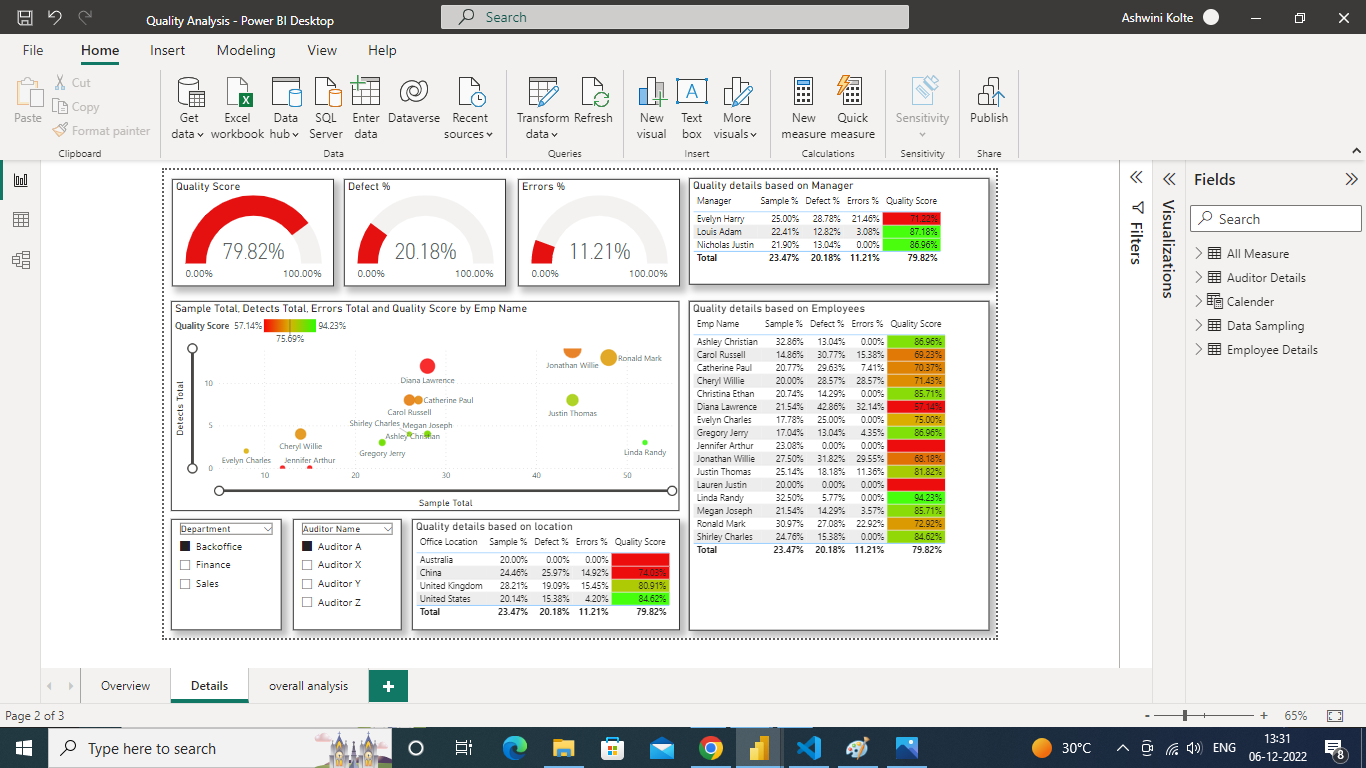 Quality Analysis - Power BI Desktop
Search
Ashwini Kolte
File Home Insert Modeling View Help
Paste
Cut
Copy
Format painter
Clipboard
Get data
Excel workbook
Data hub
SQL Server
Enter data
Dataverse
Recent sources
Data
Transform data
Refresh
Queries
New visual
Text box
More visuals
Insert
New measure
Quick measure
Calculations
Sensitivity
Sensitivity
Publish
Share
Quality Score
79.82%
0.00% 100.00%
Defect %
20.18%
0.00% 100.00%
Errors %
11.21%
0.00% 100.00%
Quality details based on Manager
Manager Sample % Defect % Errors % Quality Score
Evelyn Harry 25.00% 28.78% 21.46% 71.22%
Louis Adam 22.41% 12.82% 3.08% 87.18%
Nicholas Justin 21.90% 13.04% 0.00% 86.96%
Total 23.47% 20.18% 11.21% 79.82%
Sample Total, Detects Total, Errors Total and Quality Score by Emp Name
Quality Score 57.14% 94.23%
75.69%
Detects Total
10
5
0
Jonathan Willie
Ronald Mark
Diana Lawrence
Catherine Paul
Carol Russell
Justin Thomas
Shirley Charles
Megan Joseph
Ashley Christian
Cheryl Willie
Gregory Jerry
Linda Randy
Evelyn Charles
Jennifer Arthur
10 20 30 40 50
Sample Total
Quality details based on Employees
Emp Name Sample % Defect % Errors % Quality Score
Ashley Christian 32.86% 13.04% 0.00% 86.96%
Carol Russell 14.86% 30.77% 15.38% 69.23%
Catherine Paul 20.77% 29.63% 7.41% 70.37%
Cheryl Willie 20.00% 28.57% 28.57% 71.43%
Christina Ethan 20.74% 14.29% 0.00% 85.71%
Diana Lawrence 21.54% 42.86% 32.14% 57.14%
Evelyn Charles 17.78% 25.00% 0.00% 75.00%
Gregory Jerry 17.04% 13.04% 4.35% 86.96%
Jennifer Arthur 23.08% 0.00% 0.00%
Jonathan Willie 27.50% 31.82% 29.55% 68.18%
Justin Thomas 25.14% 18.18% 11.36% 81.82%
Lauren Justin 20.00% 0.00% 0.00%
Linda Randy 32.50% 5.77% 0.00% 94.23%
Megan Joseph 21.54% 14.29% 3.57% 85.71%
Ronald Mark 30.97% 27.08% 22.92% 72.92%
Shirley Charles 24.76% 15.38% 0.00% 84.62%
Total 23.47% 20.18% 11.21% 79.82%
Department
Backoffice
Finance
Sales
Auditor Name
Auditor A
Auditor X
Auditor Y
Auditor Z
Quality details based on location
Office Location Sample % Defect % Errors % Quality Score
Australia 20.00% 0.00% 0.00%
China 24.46% 25.97% 14.92% 74.03%
United Kingdom 28.21% 19.09% 15.45% 80.91%
United States 20.14% 15.38% 4.20% 84.62%
Total 23.47% 20.18% 11.21% 79.82%
Filters
Visualizations
Fields
Search
All Measure
Auditor Details
Calender
Data Sampling
Employee Details
Overview Details overall analysis +
Page 2 of 3
- + 65%
Type here to search
30°C
ENG
13:31
06-12-2022
8